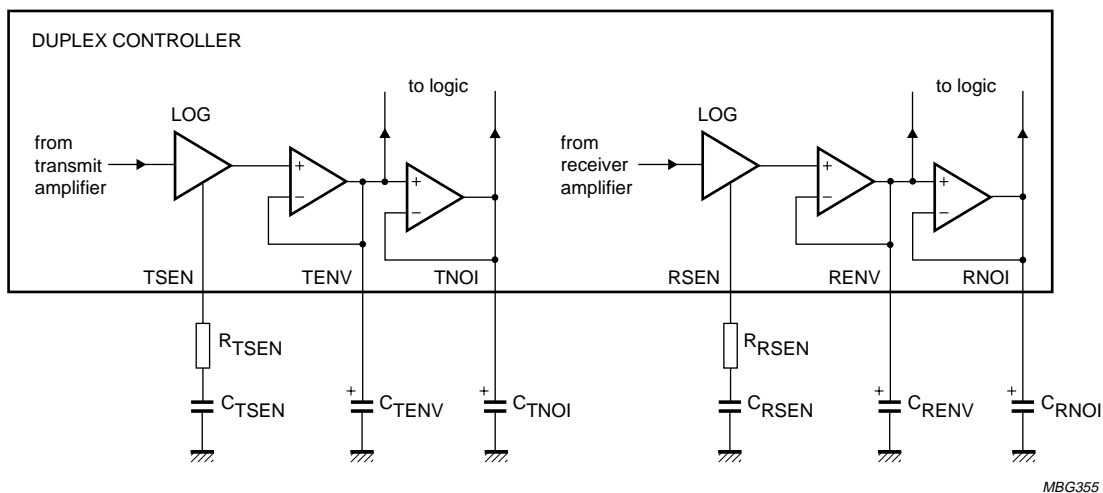 DUPLEX CONTROLLER
to logic
to logic
LOG
LOG
from
transmit
amplifier
from
receiver
amplifier
+
−
+
−
+
−
+
−
TSEN
TENV
TNOI
RSEN
RENV
RNOI
RTSEN
RRSEN
+
+
+
+
CTSEN
CTENV
CTNOI
CRSEN
CRENV
CRNOI
MBG355